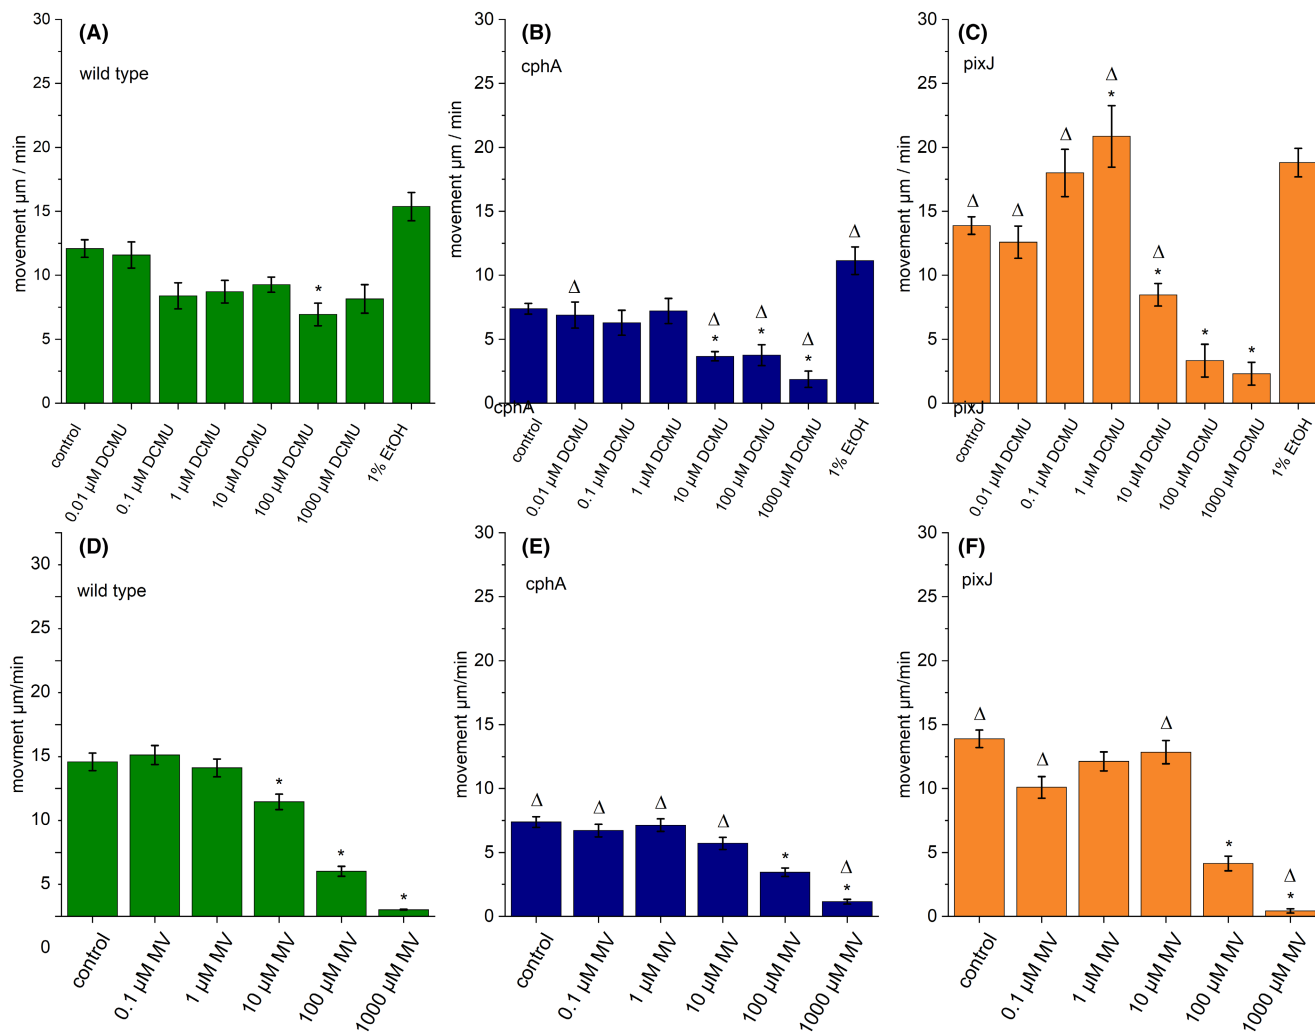 (A)
wild type
movement µm / min
30
25
20
15
10
5
0
*
control
0.01 µM DCMU
0.1 µM DCMU
1 µM DCMU
10 µM DCMU
100 µM DCMU
1000 µM DCMU
1% EtOH
(B)
cphA
movement µm / min
30
25
20
15
10
5
0
Δ
Δ
*
Δ
*
Δ
*
Δ
cphA
control
0.01 µM DCMU
0.1 µM DCMU
1 µM DCMU
10 µM DCMU
100 µM DCMU
1000 µM DCMU
1% EtOH
(C)
pixJ
movement µm / min
30
25
20
15
10
5
0
Δ
Δ
Δ
Δ
*
Δ
*
*
*
pixJ
control
0.01 µM DCMU
0.1 µM DCMU
1 µM DCMU
10 µM DCMU
100 µM DCMU
1000 µM DCMU
1% EtOH
(D)
wild type
movement µm/min
30
25
20
15
10
5
0
*
*
*
control
0.1 µM MV
1 µM MV
10 µM MV
100 µM MV
1000 µM MV
(E)
cphA
movement µm/min
30
25
20
15
10
5
0
Δ
Δ
Δ
Δ
*
Δ
*
control
0.1 µM MV
1 µM MV
10 µM MV
100 µM MV
1000 µM MV
(F)
pixJ
movement µm/min
30
25
20
15
10
5
0
Δ
Δ
Δ
*
Δ
*
control
0.1 µM MV
1 µM MV
10 µM MV
100 µM MV
1000 µM MV